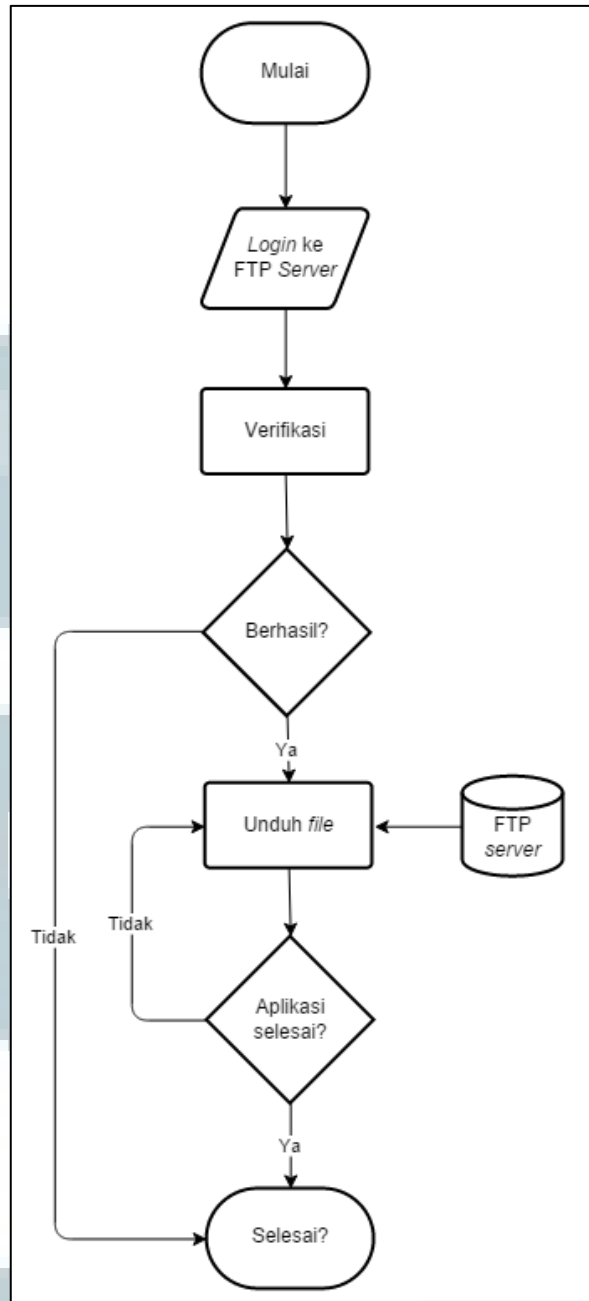 Mulai
Login ke
FTP Server
Verifikasi
Berhasil?
Ya
Unduh file
FTP
server
Tidak
Tidak
Aplikasi
selesai?
Ya
Selesai?